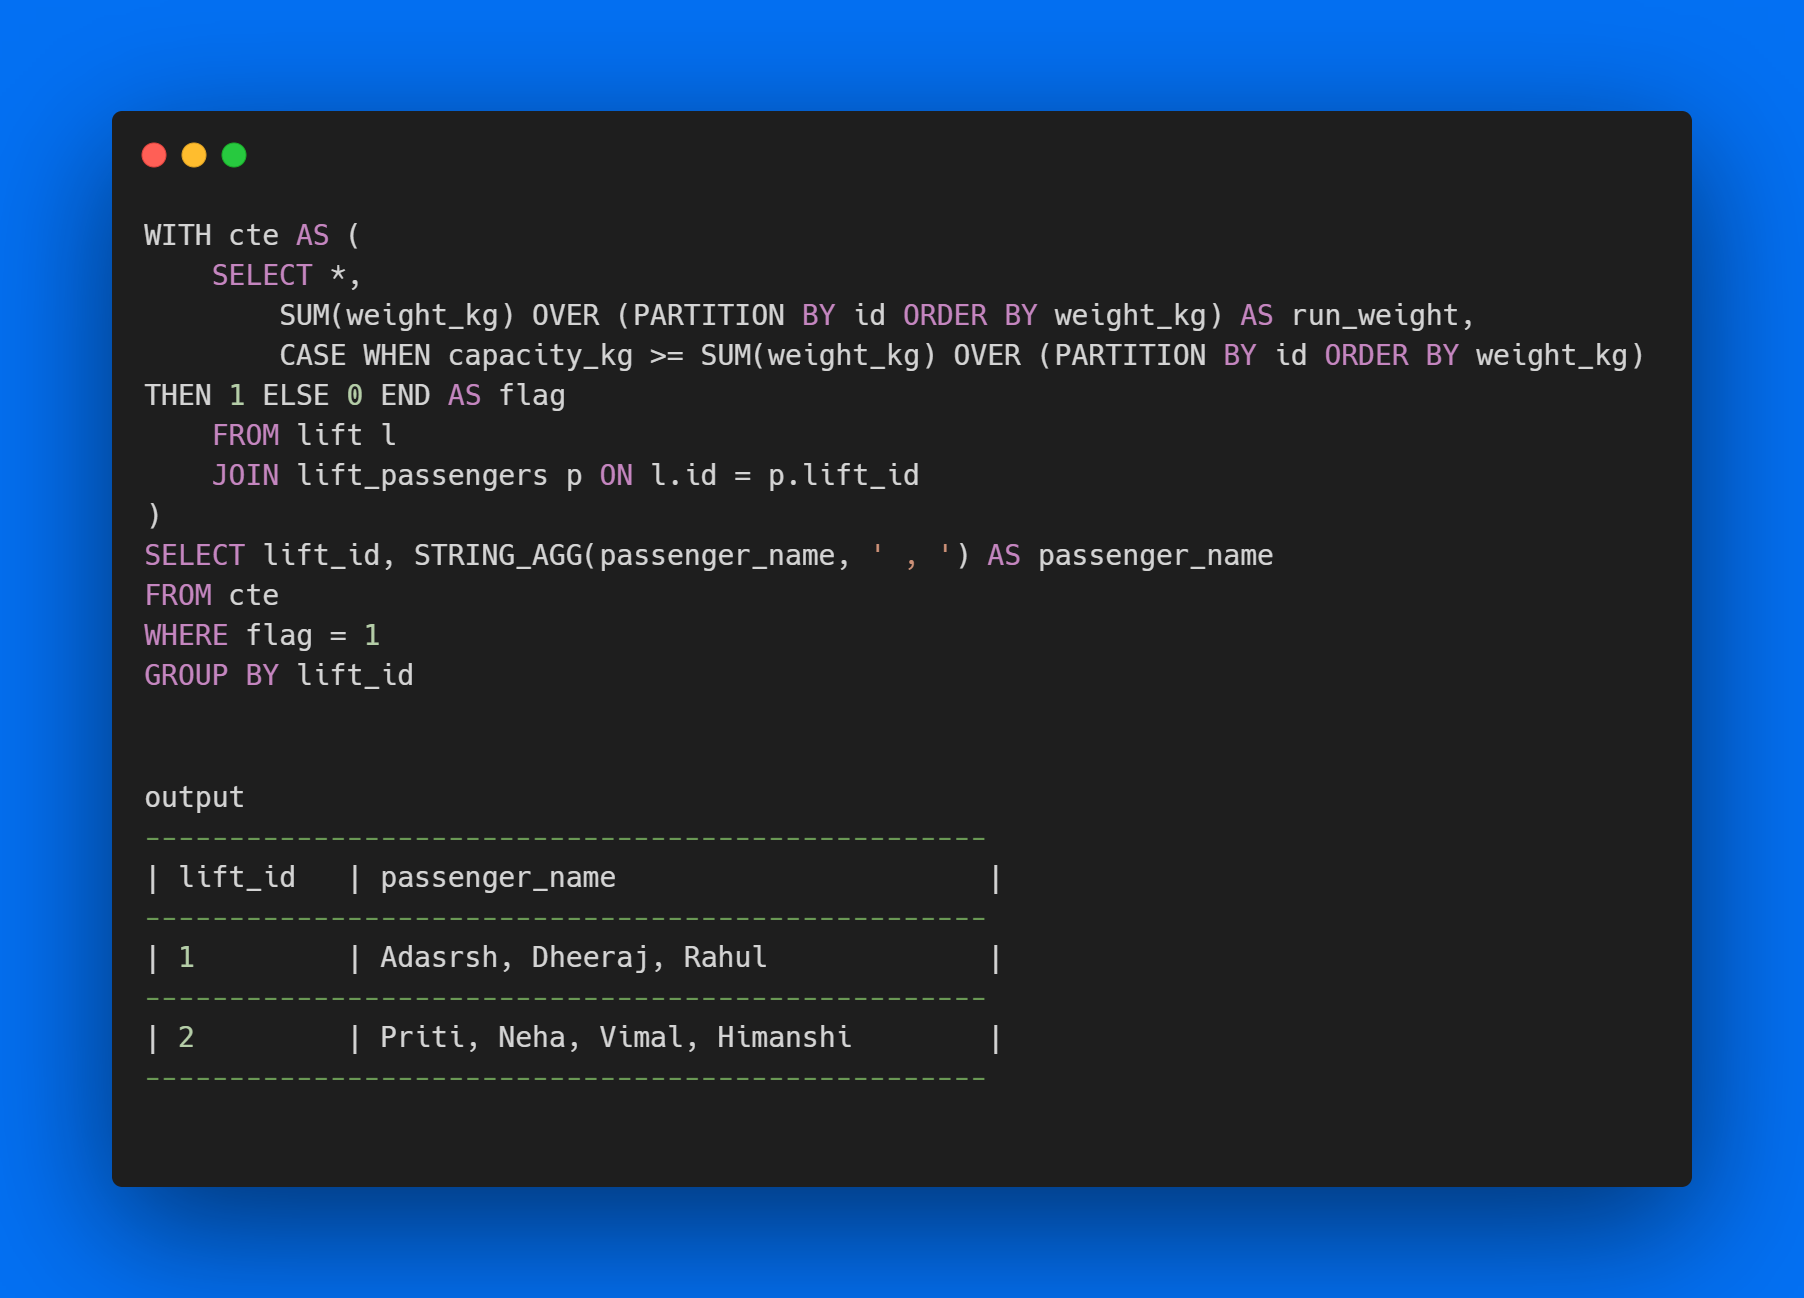 WITH cte AS (
    SELECT *,
        SUM(weight_kg) OVER (PARTITION BY id ORDER BY weight_kg) AS run_weight,
        CASE WHEN capacity_kg >= SUM(weight_kg) OVER (PARTITION BY id ORDER BY weight_kg)
THEN 1 ELSE 0 END AS flag
    FROM lift l
    JOIN lift_passengers p ON l.id = p.lift_id
)
SELECT lift_id, STRING_AGG(passenger_name, ' , ') AS passenger_name
FROM cte
WHERE flag = 1
GROUP BY lift_id
output
--------------------------------------------------
| lift_id   | passenger_name                      |
--------------------------------------------------
| 1         | Adasrsh, Dheeraj, Rahul             |
--------------------------------------------------
| 2         | Priti, Neha, Vimal, Himanshi        |
--------------------------------------------------